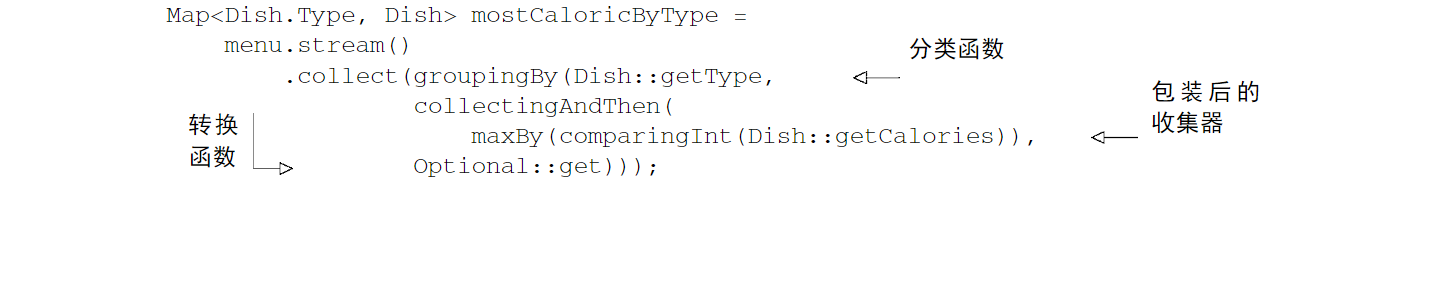 Map<Dish.Type, Dish> mostCaloricByType =
menu.stream()
分类函数
.collect(groupingBy(Dish::getType,
collectingAndThen(
包装后的
收集器
转换
函数
maxBy(comparingInt(Dish::getCalories)),
Optional::get)));